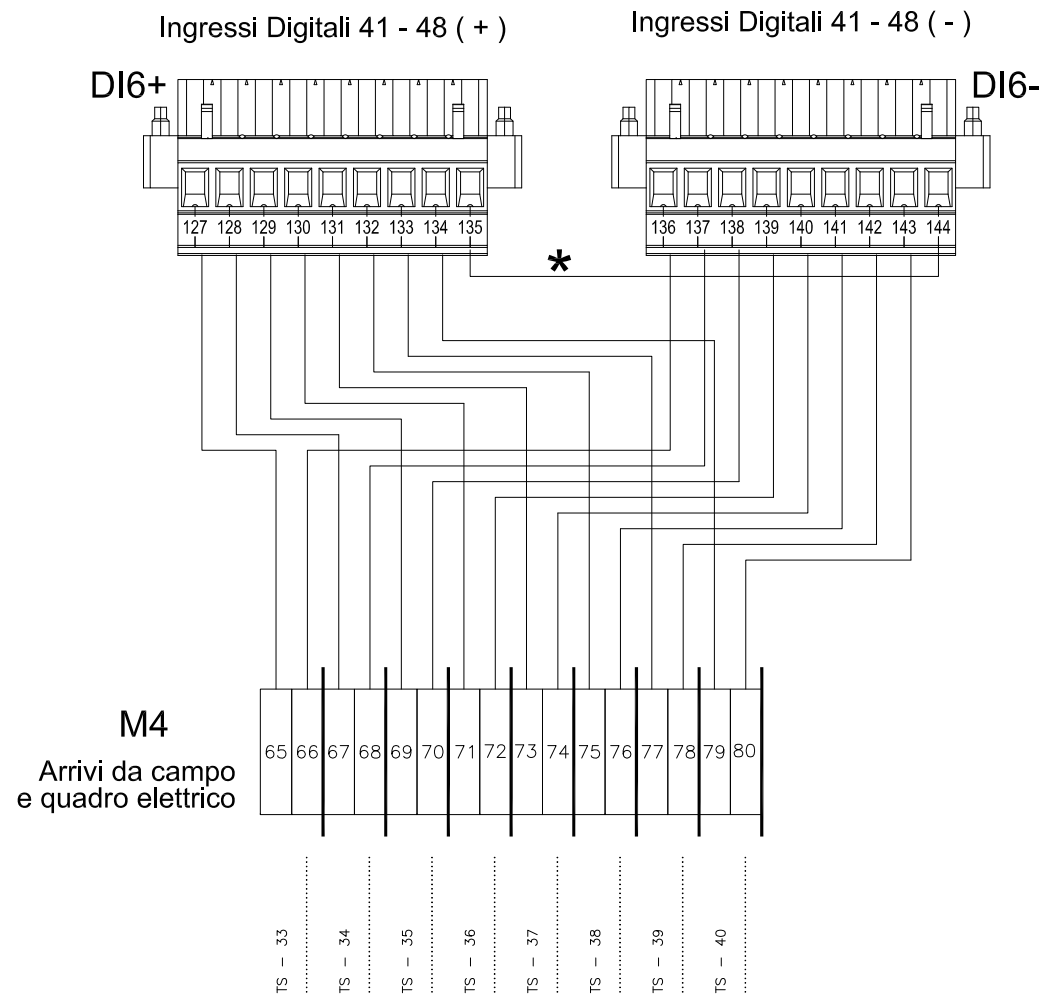 Ingressi Digitali 41 - 48 ( + )
Ingressi Digitali 41 - 48 ( - )
DI6+
DI6-
127 128 129 130 131 132 133 134 135
136 137 138 139 140 141 142 143 144
*
M4
Arrivi da campo
e quadro elettrico
65 66 67 68 69 70 71 72 73 74 75 76 77 78 79 80
TS - 33
TS - 34
TS - 35
TS - 36
TS - 37
TS - 38
TS - 39
TS - 40